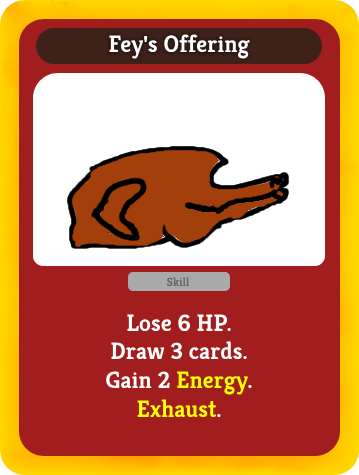 Fey's Offering
Skill
Lose 6 HP.
Draw 3 cards.
Gain 2 Energy.
Exhaust.